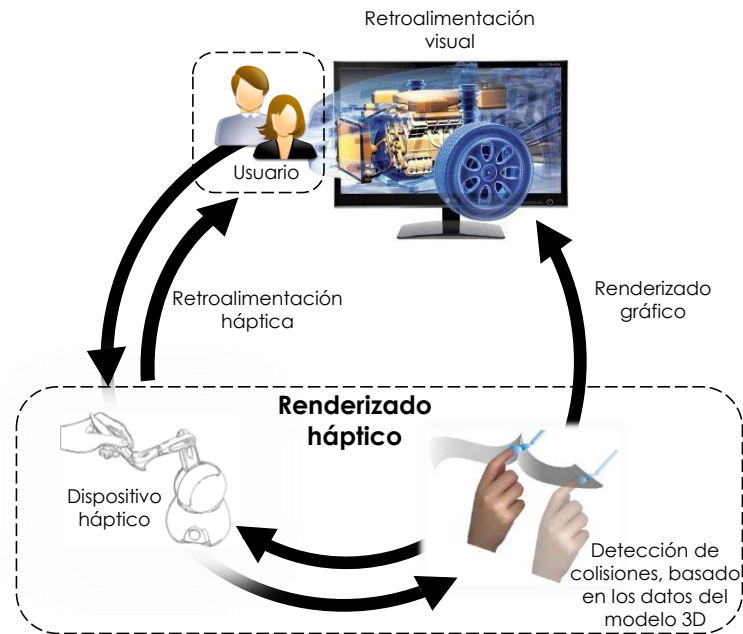 Retroalimentación
visual
Usuario
Retroalimentación
háptica
Renderizado
gráfico
Renderizado
háptico
Dispositivo
háptico
Detección de
colisiones, basado
en los datos del
modelo 3D